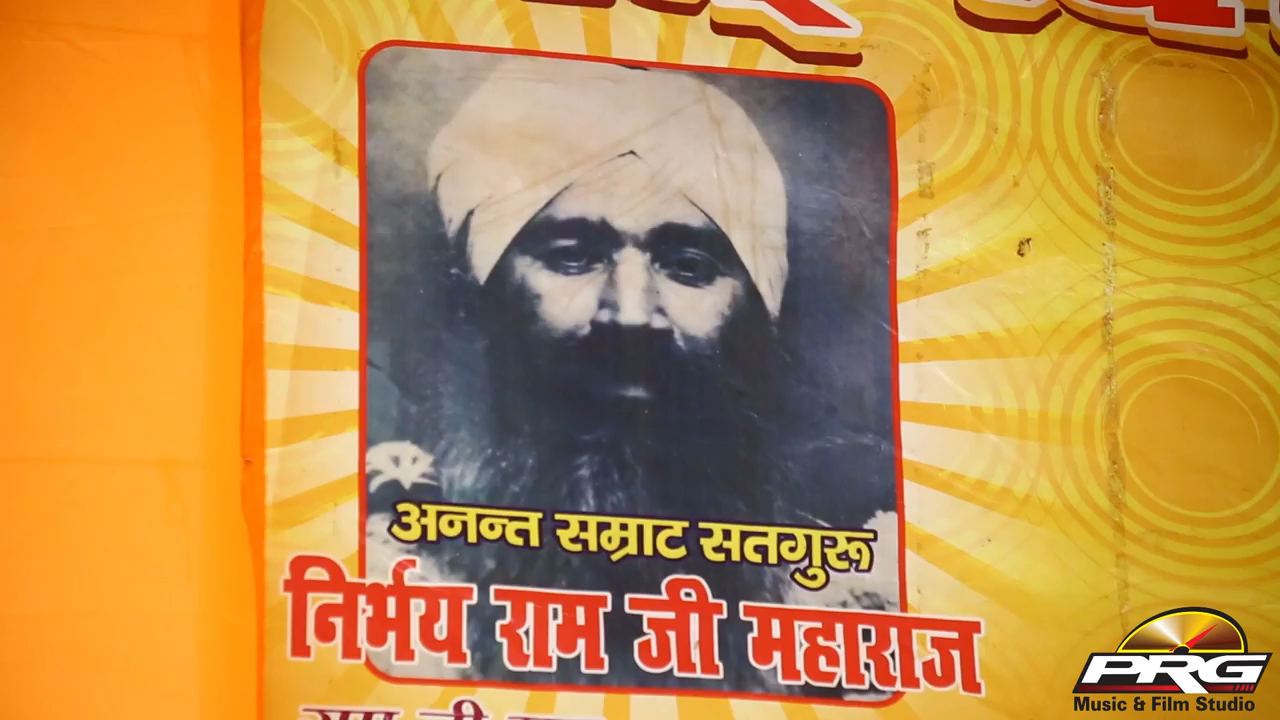 अनन्त सम्राट सतगुरू
निर्भय राम जी महाराज
PRG
Music & Film Studio